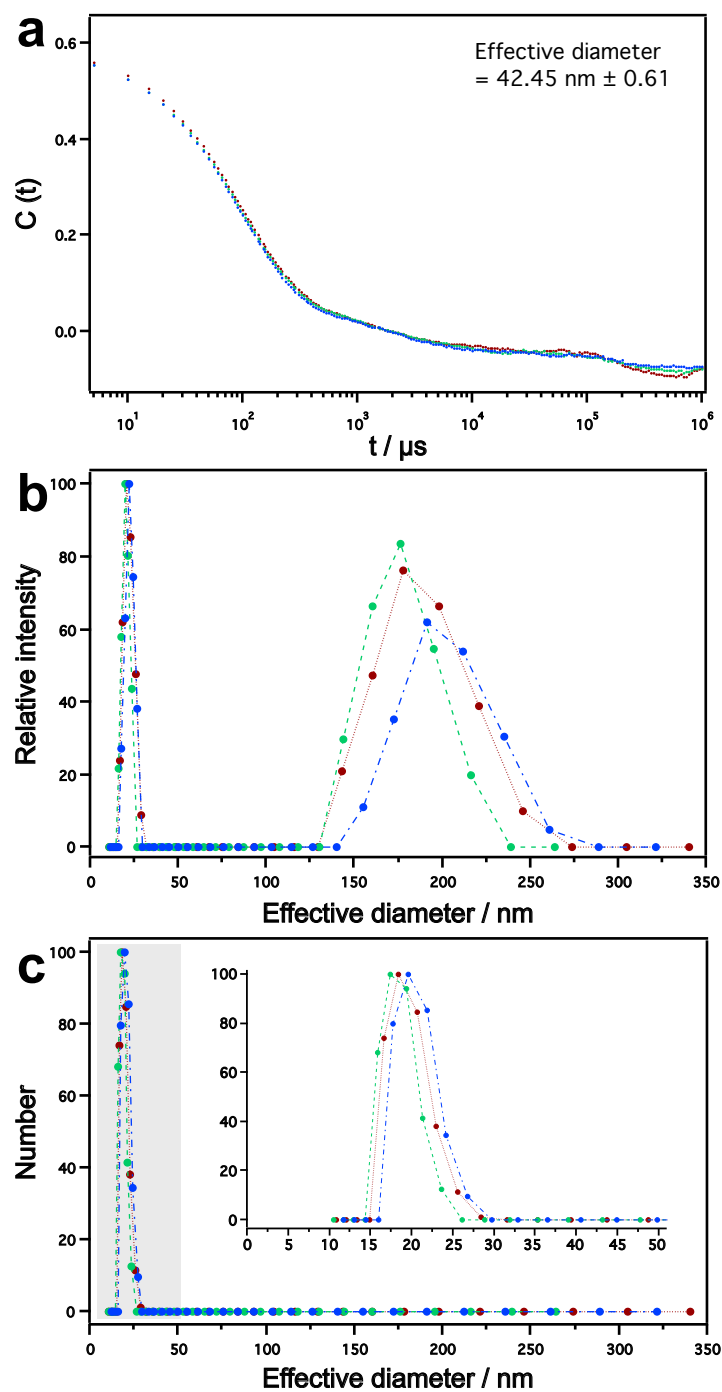 a
Effective diameter
= 42.45 nm ± 0.61
0.6
0.4
0.2
0.0
C (t)
10¹ 10² 10³ 10⁴ 10⁵ 10⁶
t / µs
b
100
80
60
40
20
0
Relative intensity
0 50 100 150 200 250 300 350
Effective diameter / nm
c
100
80
60
40
20
0
Number
100
80
60
40
20
0
0 5 10 15 20 25 30 35 40 45 50
0 50 100 150 200 250 300 350
Effective diameter / nm